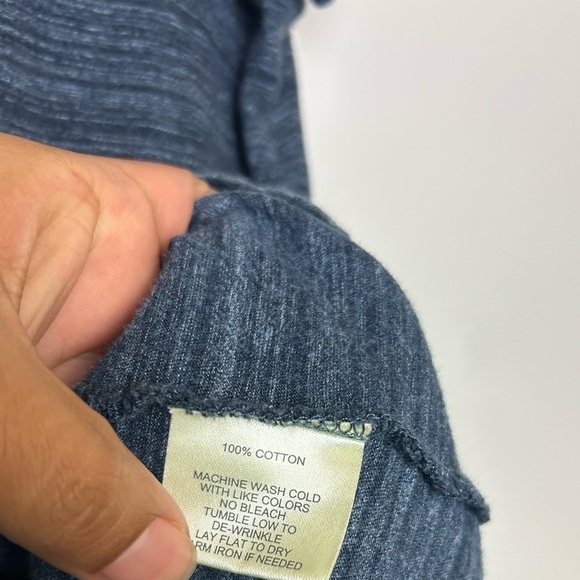 100% COTTON
MACHINE WASH COLD
WITH LIKE COLORS
NO BLEACH
TUMBLE LOW TO
DE-WRINKLE
LAY FLAT TO DRY
ARM IRON IF NEEDED